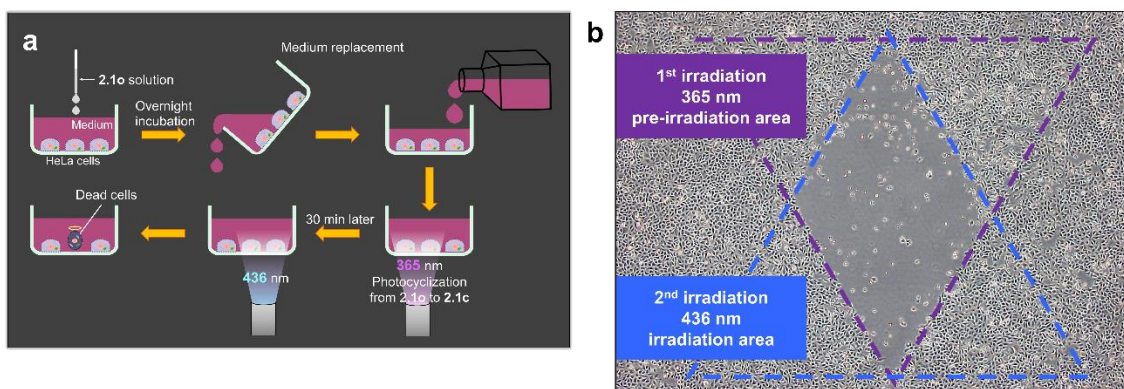 a
Medium replacement
2.1o solution
Medium
Overnight
incubation
HeLa cells
Dead cells
30 min later
436 nm
365 nm
Photocyclization
from 2.1o to 2.1c
b
1st irradiation
365 nm
pre-irradiation area
2nd irradiation
436 nm
irradiation area